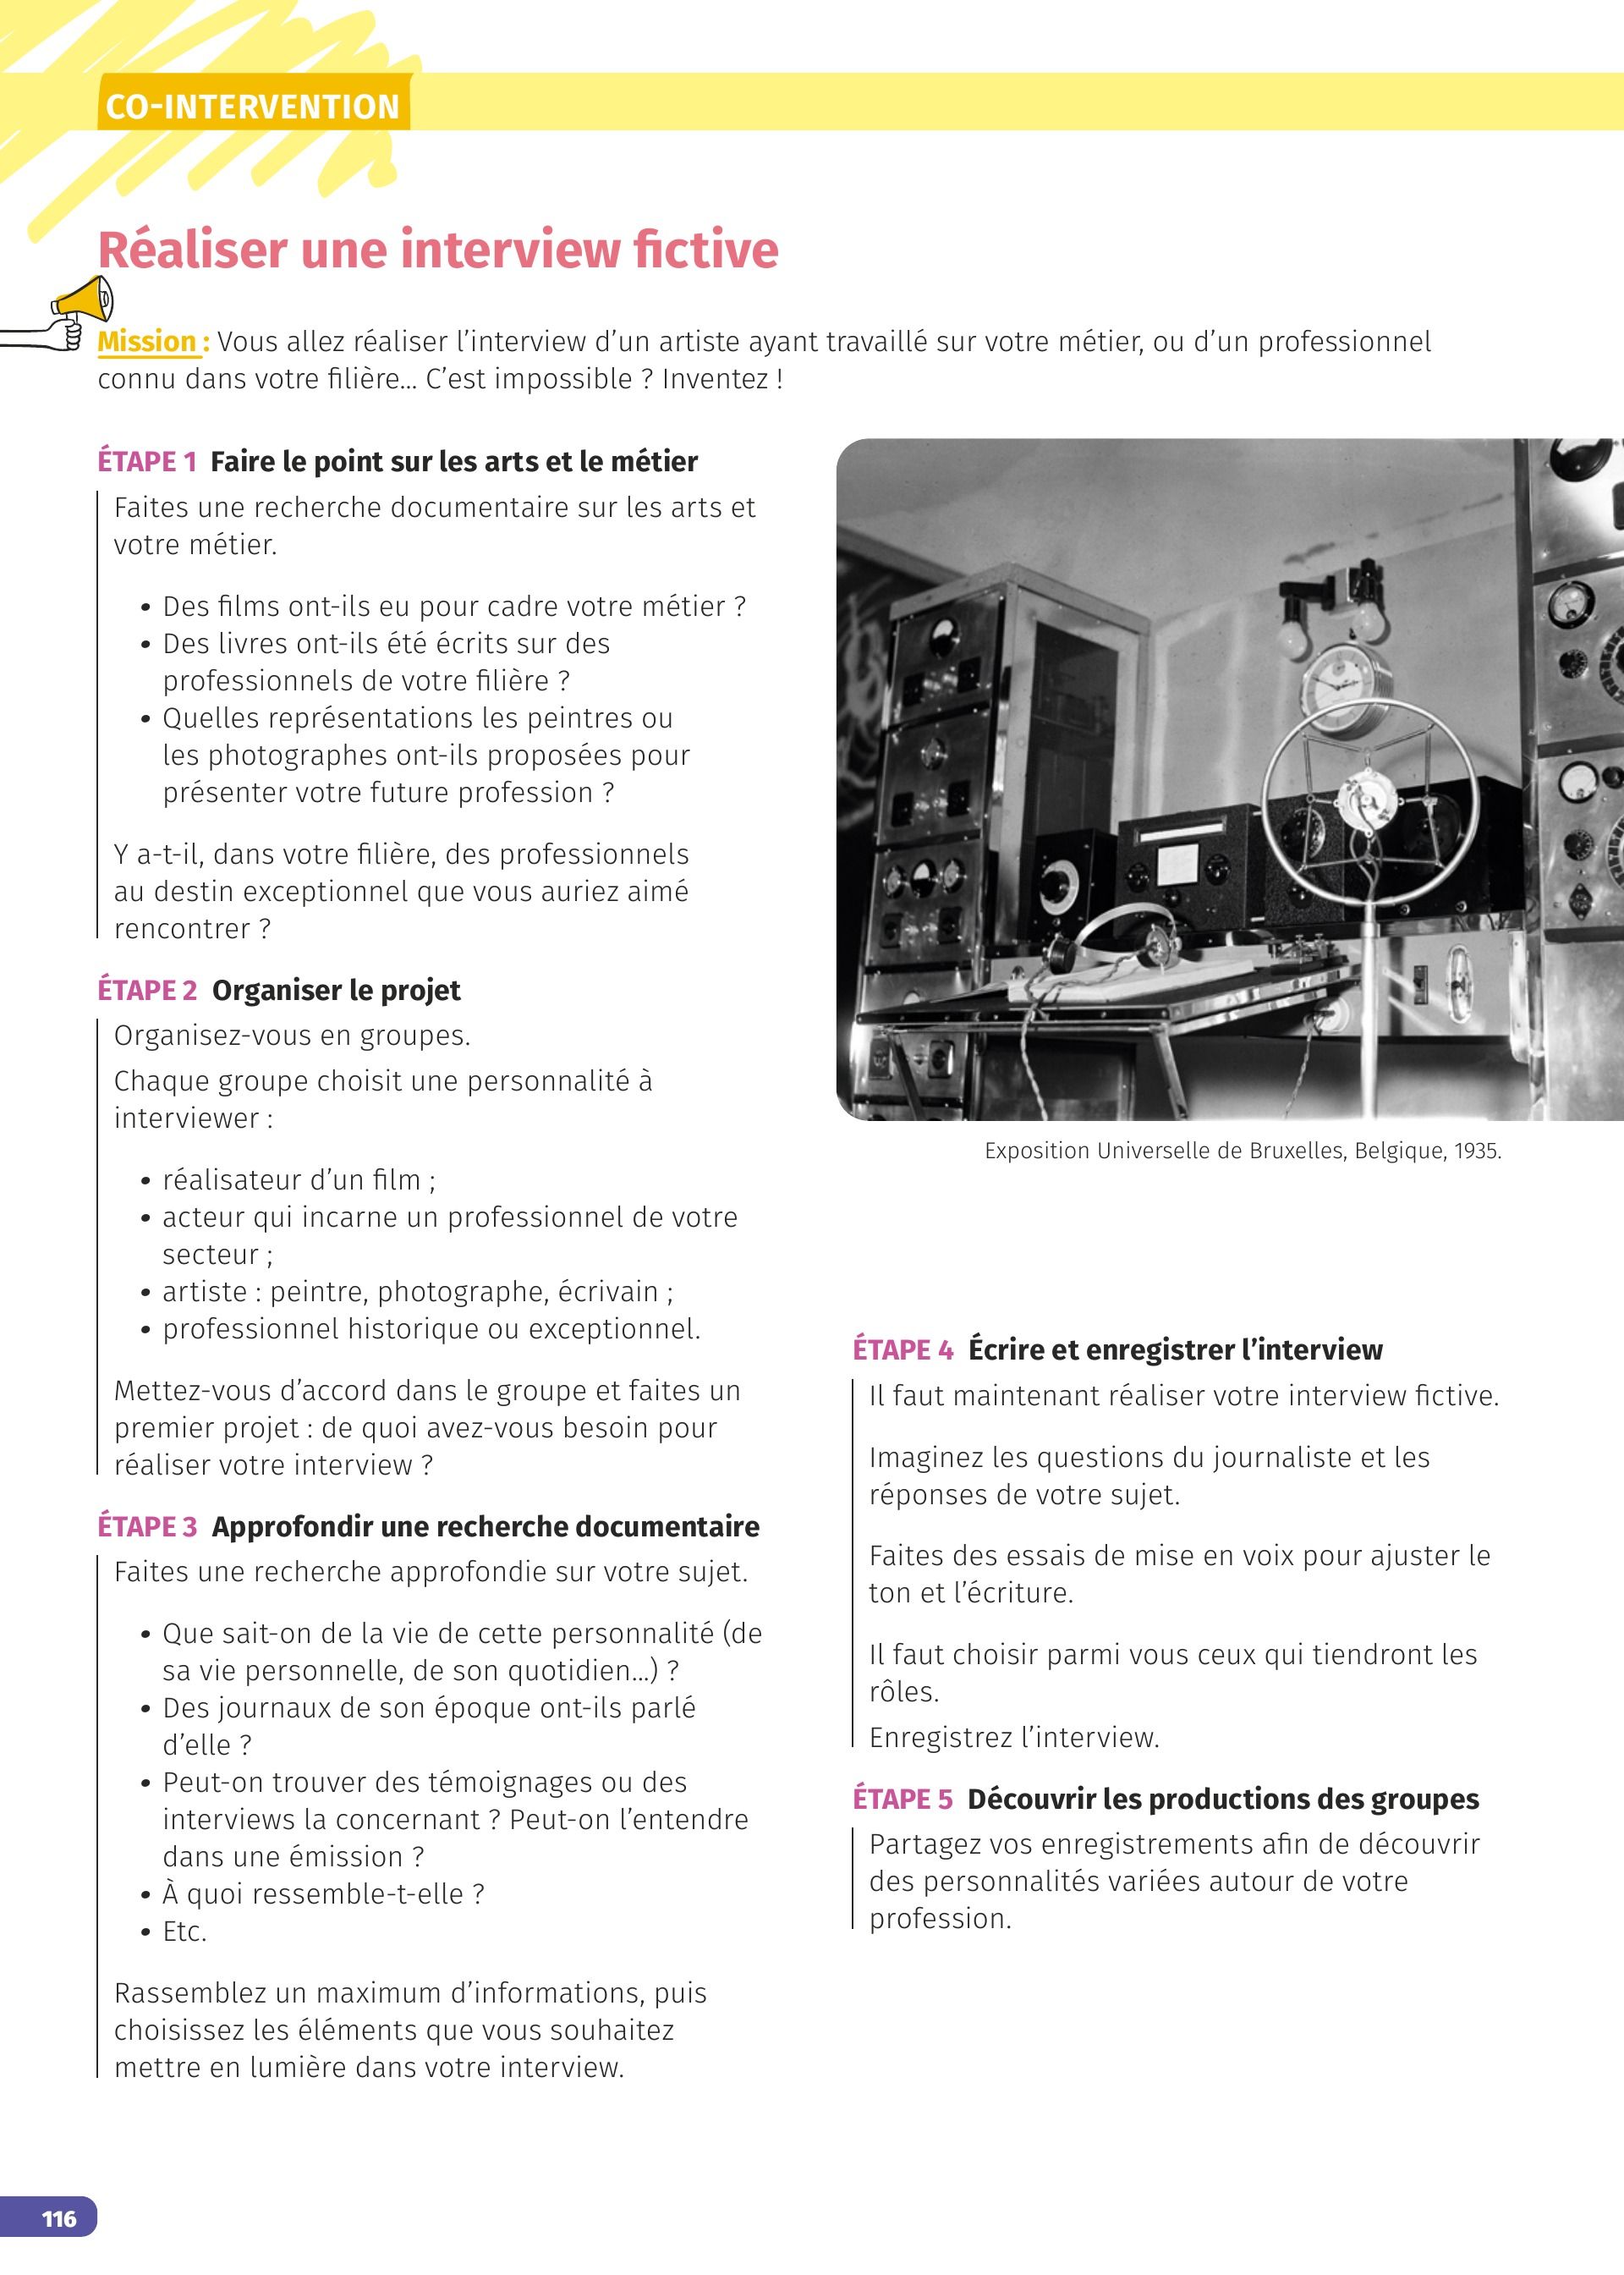 CO-INTERVENTION
Réaliser une interview fictive
Mission : Vous allez réaliser l’interview d’un artiste ayant travaillé sur votre métier, ou d’un professionnel
connu dans votre filière… C’est impossible ? Inventez !
ÉTAPE 1 Faire le point sur les arts et le métier
Faites une recherche documentaire sur les arts et
votre métier.
• Des films ont-ils eu pour cadre votre métier ?
• Des livres ont-ils été écrits sur des
professionnels de votre filière ?
• Quelles représentations les peintres ou
les photographes ont-ils proposées pour
présenter votre future profession ?
Y a-t-il, dans votre filière, des professionnels
au destin exceptionnel que vous auriez aimé
rencontrer ?
ÉTAPE 2 Organiser le projet
Organisez-vous en groupes.
Chaque groupe choisit une personnalité à
interviewer :
• réalisateur d’un film ;
• acteur qui incarne un professionnel de votre
secteur ;
• artiste : peintre, photographe, écrivain ;
• professionnel historique ou exceptionnel.
Mettez-vous d’accord dans le groupe et faites un
premier projet : de quoi avez-vous besoin pour
réaliser votre interview ?
ÉTAPE 3 Approfondir une recherche documentaire
Faites une recherche approfondie sur votre sujet.
• Que sait-on de la vie de cette personnalité (de
sa vie personnelle, de son quotidien…) ?
• Des journaux de son époque ont-ils parlé
d’elle ?
• Peut-on trouver des témoignages ou des
interviews la concernant ? Peut-on l’entendre
dans une émission ?
• À quoi ressemble-t-elle ?
• Etc.
Rassemblez un maximum d’informations, puis
choisissez les éléments que vous souhaitez
mettre en lumière dans votre interview.
Exposition Universelle de Bruxelles, Belgique, 1935.
ÉTAPE 4 Écrire et enregistrer l’interview
Il faut maintenant réaliser votre interview fictive.
Imaginez les questions du journaliste et les
réponses de votre sujet.
Faites des essais de mise en voix pour ajuster le
ton et l’écriture.
Il faut choisir parmi vous ceux qui tiendront les
rôles.
Enregistrez l’interview.
ÉTAPE 5 Découvrir les productions des groupes
Partagez vos enregistrements afin de découvrir
des personnalités variées autour de votre
profession.
116